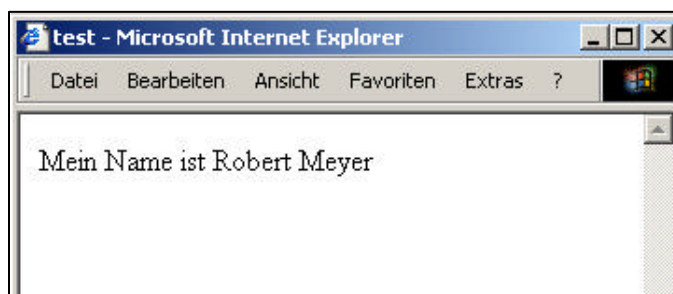 test - Microsoft Internet Explorer
Datei Bearbeiten Ansicht Favoriten Extras ?
Mein Name ist Robert Meyer